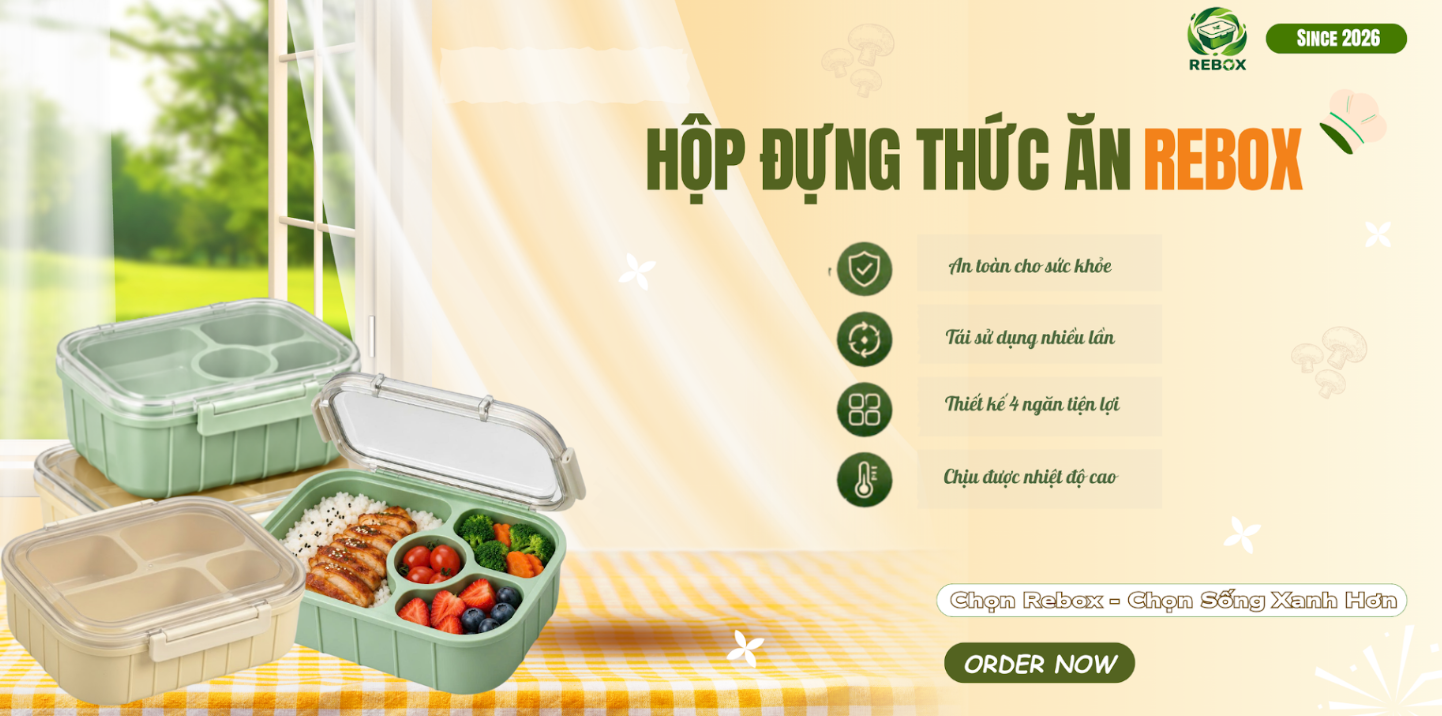 REBOX
SINCE 2026
HỘP ĐỰNG THỨC ĂN REBOX
An toàn cho sức khỏe
Tái sử dụng nhiều lần
Thiết kế 4 ngăn tiện lợi
Chịu được nhiệt độ cao
Chọn Rebox - Chọn Sống Xanh Hơn
ORDER NOW